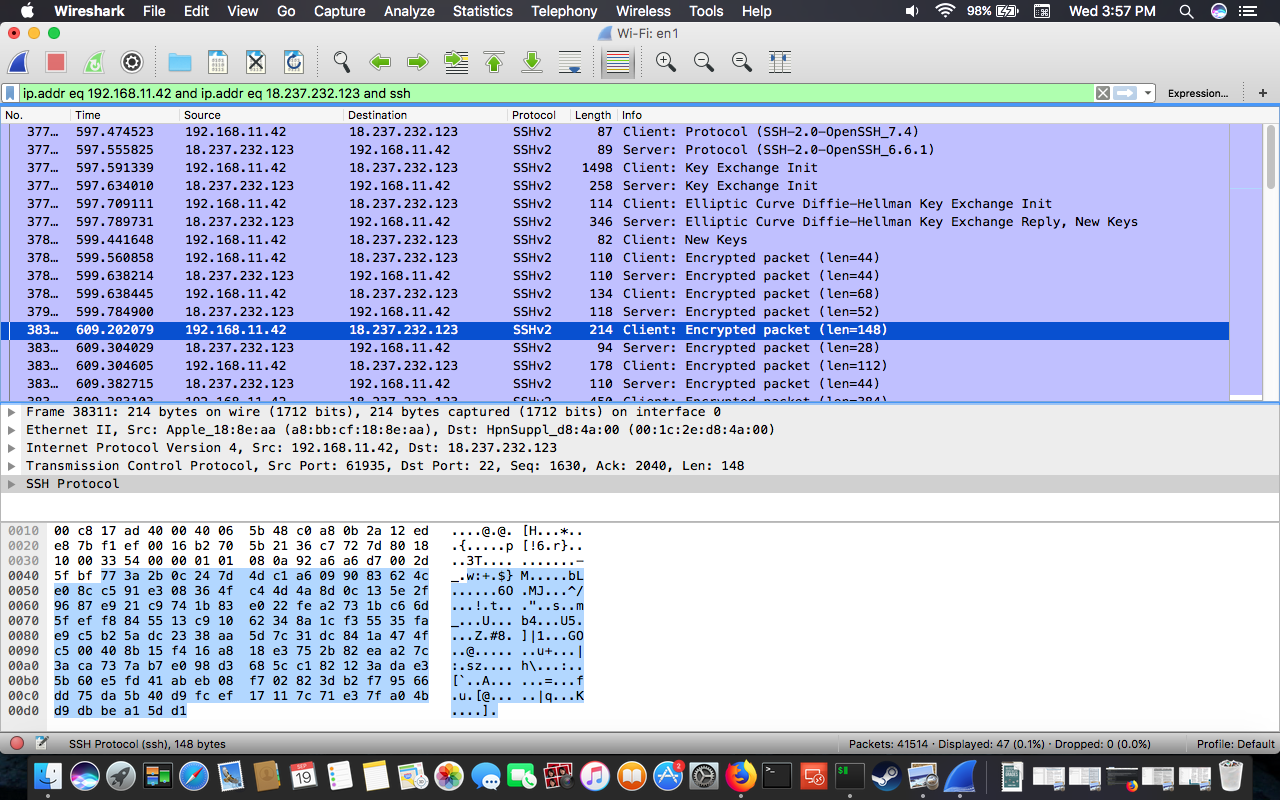 Wireshark File Edit View Go Capture Analyze Statistics Telephony Wireless Tools Help 98% Wed 3:57 PM
Wi-Fi: en1
ip.addr eq 192.168.11.42 and ip.addr eq 18.237.232.123 and ssh Expression... +
No. Time Source Destination Protocol Length Info
377… 597.474523 192.168.11.42 18.237.232.123 SSHv2 87 Client: Protocol (SSH-2.0-OpenSSH_7.4)
377… 597.555825 18.237.232.123 192.168.11.42 SSHv2 89 Server: Protocol (SSH-2.0-OpenSSH_6.6.1)
377… 597.591339 192.168.11.42 18.237.232.123 SSHv2 1498 Client: Key Exchange Init
377… 597.634010 18.237.232.123 192.168.11.42 SSHv2 258 Server: Key Exchange Init
377… 597.709111 192.168.11.42 18.237.232.123 SSHv2 114 Client: Elliptic Curve Diffie-Hellman Key Exchange Init
377… 597.789731 18.237.232.123 192.168.11.42 SSHv2 346 Server: Elliptic Curve Diffie-Hellman Key Exchange Reply, New Keys
378… 599.441648 192.168.11.42 18.237.232.123 SSHv2 82 Client: New Keys
378… 599.560858 192.168.11.42 18.237.232.123 SSHv2 110 Client: Encrypted packet (len=44)
378… 599.638214 18.237.232.123 192.168.11.42 SSHv2 110 Server: Encrypted packet (len=44)
378… 599.638445 192.168.11.42 18.237.232.123 SSHv2 134 Client: Encrypted packet (len=68)
379… 599.784900 18.237.232.123 192.168.11.42 SSHv2 118 Server: Encrypted packet (len=52)
383… 609.202079 192.168.11.42 18.237.232.123 SSHv2 214 Client: Encrypted packet (len=148)
383… 609.304029 18.237.232.123 192.168.11.42 SSHv2 94 Server: Encrypted packet (len=28)
383… 609.304605 192.168.11.42 18.237.232.123 SSHv2 178 Client: Encrypted packet (len=112)
383… 609.382715 18.237.232.123 192.168.11.42 SSHv2 110 Server: Encrypted packet (len=44)
383… 609.383103 192.168.11.42 18.237.232.123 SSHv2 450 Client: Encrypted packet (len=384)
Frame 38311: 214 bytes on wire (1712 bits), 214 bytes captured (1712 bits) on interface 0
Ethernet II, Src: Apple_18:8e:aa (a8:bb:cf:18:8e:aa), Dst: HpnSuppl_d8:4a:00 (00:1c:2e:d8:4a:00)
Internet Protocol Version 4, Src: 192.168.11.42, Dst: 18.237.232.123
Transmission Control Protocol, Src Port: 61935, Dst Port: 22, Seq: 1630, Ack: 2040, Len: 148
SSH Protocol
0010 00 c8 17 ad 40 00 40 06 5b 48 c0 a8 0b 2a 12 ed ....@.@. [H...*..
0020 e8 7b f1 ef 00 16 b2 70 5b 21 36 c7 72 7d 80 18 .{.....p [!6.r}..
0030 10 00 33 54 00 00 01 01 08 0a 92 a6 a6 d7 00 2d ..3T.... .......-
0040 5f bf 77 3a 2b 0c 24 7d 4d c1 a6 09 90 83 62 4c _.w:+.$} M.....bL
0050 e0 8c c5 91 e3 08 36 4f c4 4d 4a 8d 0c 13 5e 2f ......6O .MJ...^/
0060 96 87 e9 21 c9 74 1b 83 e0 22 fe a2 73 1b c6 6d ...!.t.. ."..s..m
0070 5f ef f8 84 55 13 c9 10 62 34 8a 1c f3 55 35 fa _...U... b4...U5.
0080 e9 c5 b2 5a dc 23 38 aa 5d 7c 31 dc 84 1a 47 4f ...Z.#8. ]|1...GO
0090 c5 00 40 8b 15 f4 16 a8 18 e3 75 2b 82 ea a2 7c ..@..... ..u+...|
00a0 3a ca 73 7a b7 e0 98 d3 68 5c c1 82 12 3a da e3 :.sz.... h\...:..
00b0 5b 60 e5 fd 41 ab eb 08 f7 02 82 3d b2 f7 95 66 [`..A... ...=...f
00c0 dd 75 da 5b 40 d9 fc ef 17 11 7c 71 e3 7f a0 4b .u.[@... ..|q...K
00d0 d9 db be a1 5d d1 ....].
SSH Protocol (ssh), 148 bytes Packets: 41514 · Displayed: 47 (0.1%) · Dropped: 0 (0.0%) Profile: Default